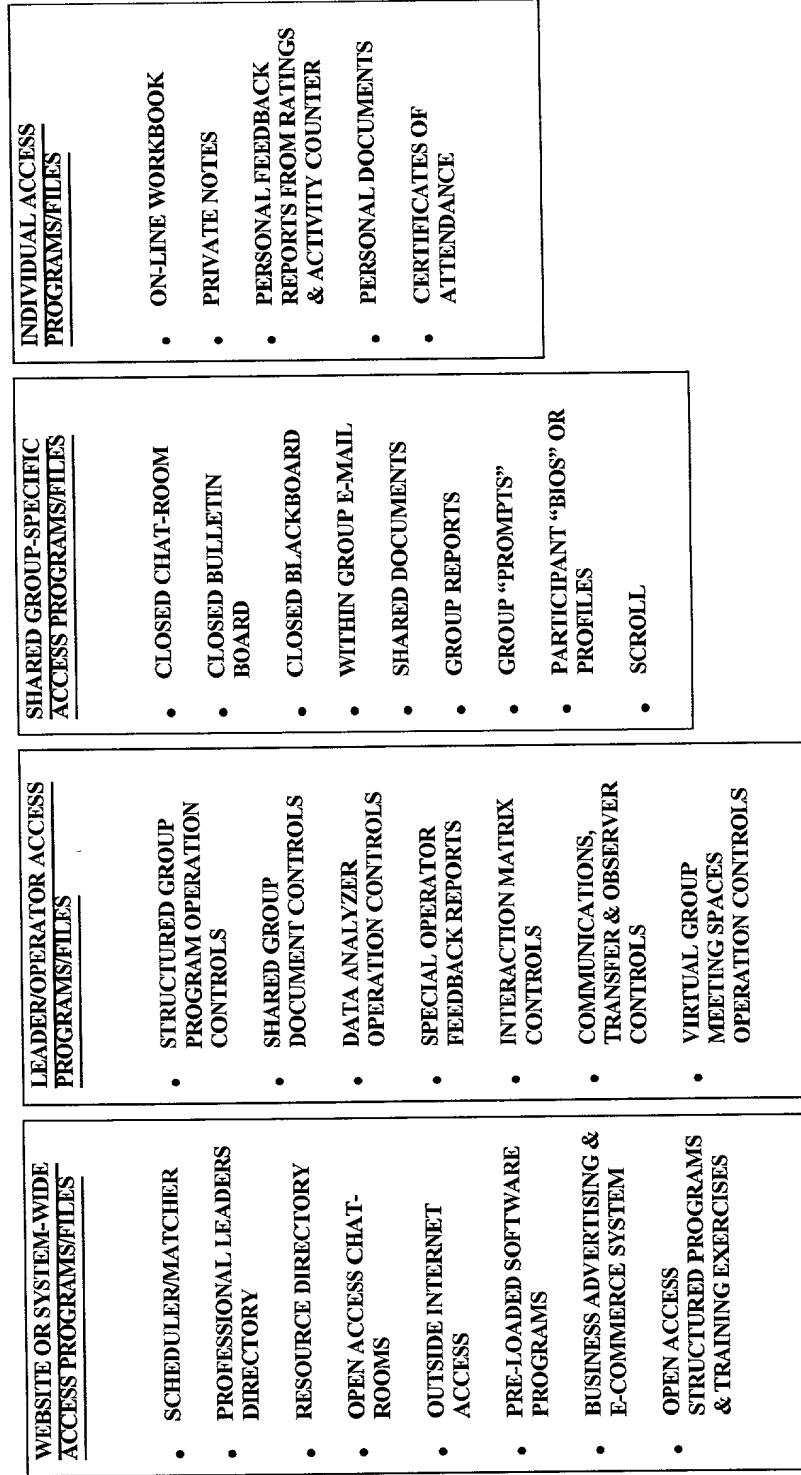 WEBSITE OR SYSTEM-WIDE
ACCESS PROGRAMS/FILES
• SCHEDULER/MATCHER
• PROFESSIONAL LEADERS
DIRECTORY
• RESOURCE DIRECTORY
• OPEN ACCESS CHAT-
ROOMS
• OUTSIDE INTERNET
ACCESS
• PRE-LOADED SOFTWARE
PROGRAMS
• BUSINESS ADVERTISING &
E-COMMERCE SYSTEM
• OPEN ACCESS
STRUCTURED PROGRAMS
& TRAINING EXERCISES
LEADER/OPERATOR ACCESS
PROGRAMS/FILES
• STRUCTURED GROUP
PROGRAM OPERATION
CONTROLS
• SHARED GROUP
DOCUMENT CONTROLS
• DATA ANALYZER
OPERATION CONTROLS
• SPECIAL OPERATOR
FEEDBACK REPORTS
• INTERACTION MATRIX
CONTROLS
• COMMUNICATIONS,
TRANSFER & OBSERVER
CONTROLS
• VIRTUAL GROUP
MEETING SPACES
OPERATION CONTROLS
SHARED GROUP-SPECIFIC
ACCESS PROGRAMS/FILES
• CLOSED CHAT-ROOM
• CLOSED BULLETIN
BOARD
• CLOSED BLACKBOARD
• WITHIN GROUP E-MAIL
• SHARED DOCUMENTS
• GROUP REPORTS
• GROUP “PROMPTS”
• PARTICIPANT “BIOS” OR
PROFILES
• SCROLL
INDIVIDUAL ACCESS
PROGRAMS/FILES
• ON-LINE WORKBOOK
• PRIVATE NOTES
• PERSONAL FEEDBACK
REPORTS FROM RATINGS
& ACTIVITY COUNTER
• PERSONAL DOCUMENTS
• CERTIFICATES OF
ATTENDANCE